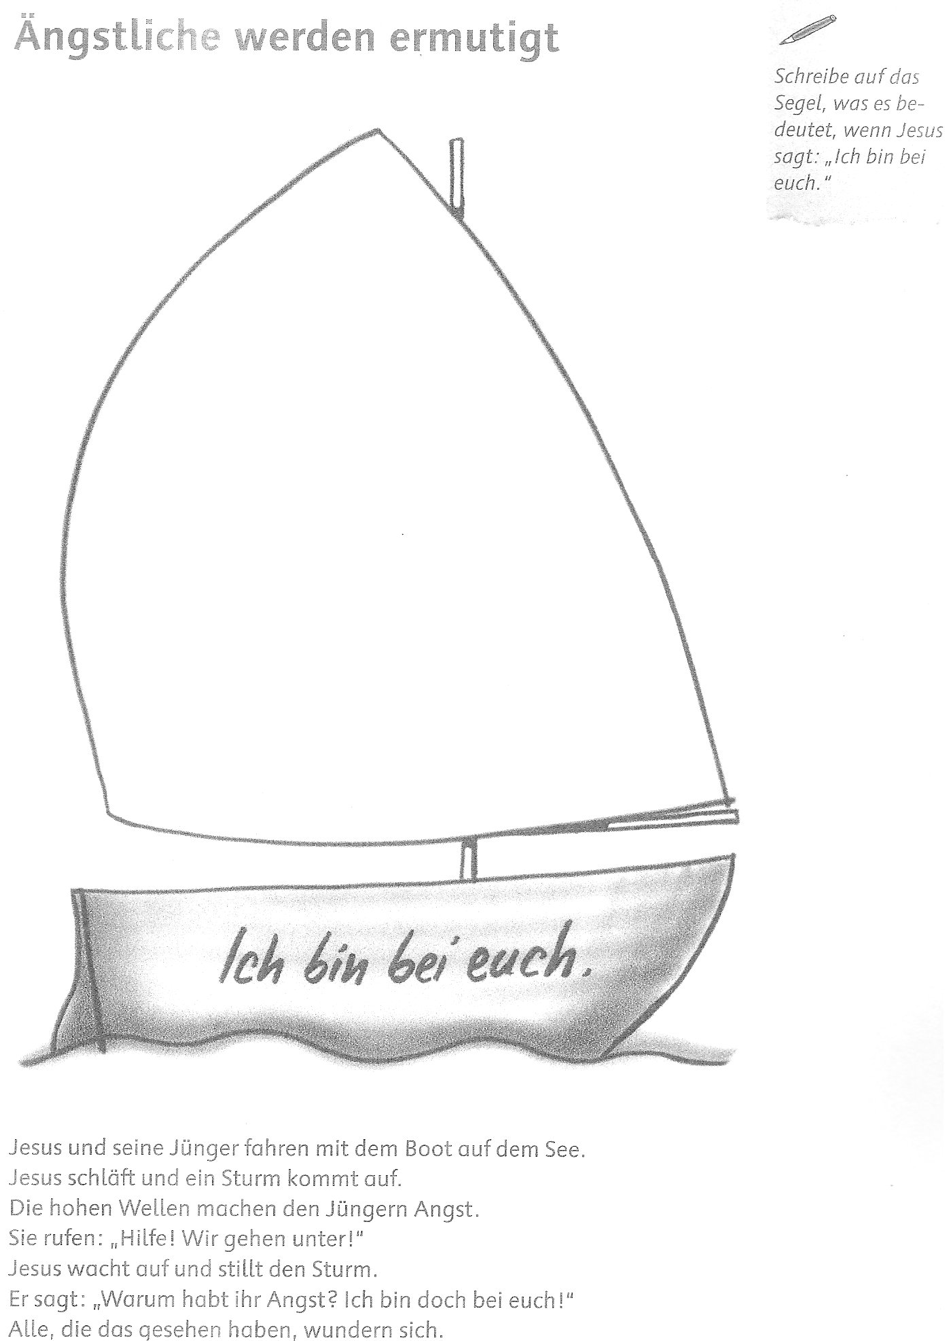 Ängstliche werden ermutigt
Schreibe auf das
Segel, was es be-
deutet, wenn Jesus
sagt: „Ich bin bei
euch.“
Ich bin bei euch.
Jesus und seine Jünger fahren mit dem Boot auf dem See.
Jesus schläft und ein Sturm kommt auf.
Die hohen Wellen machen den Jüngern Angst.
Sie rufen: „Hilfe! Wir gehen unter!“
Jesus wacht auf und stillt den Sturm.
Er sagt: „Warum habt ihr Angst? Ich bin doch bei euch!“
Alle, die das gesehen haben, wundern sich.